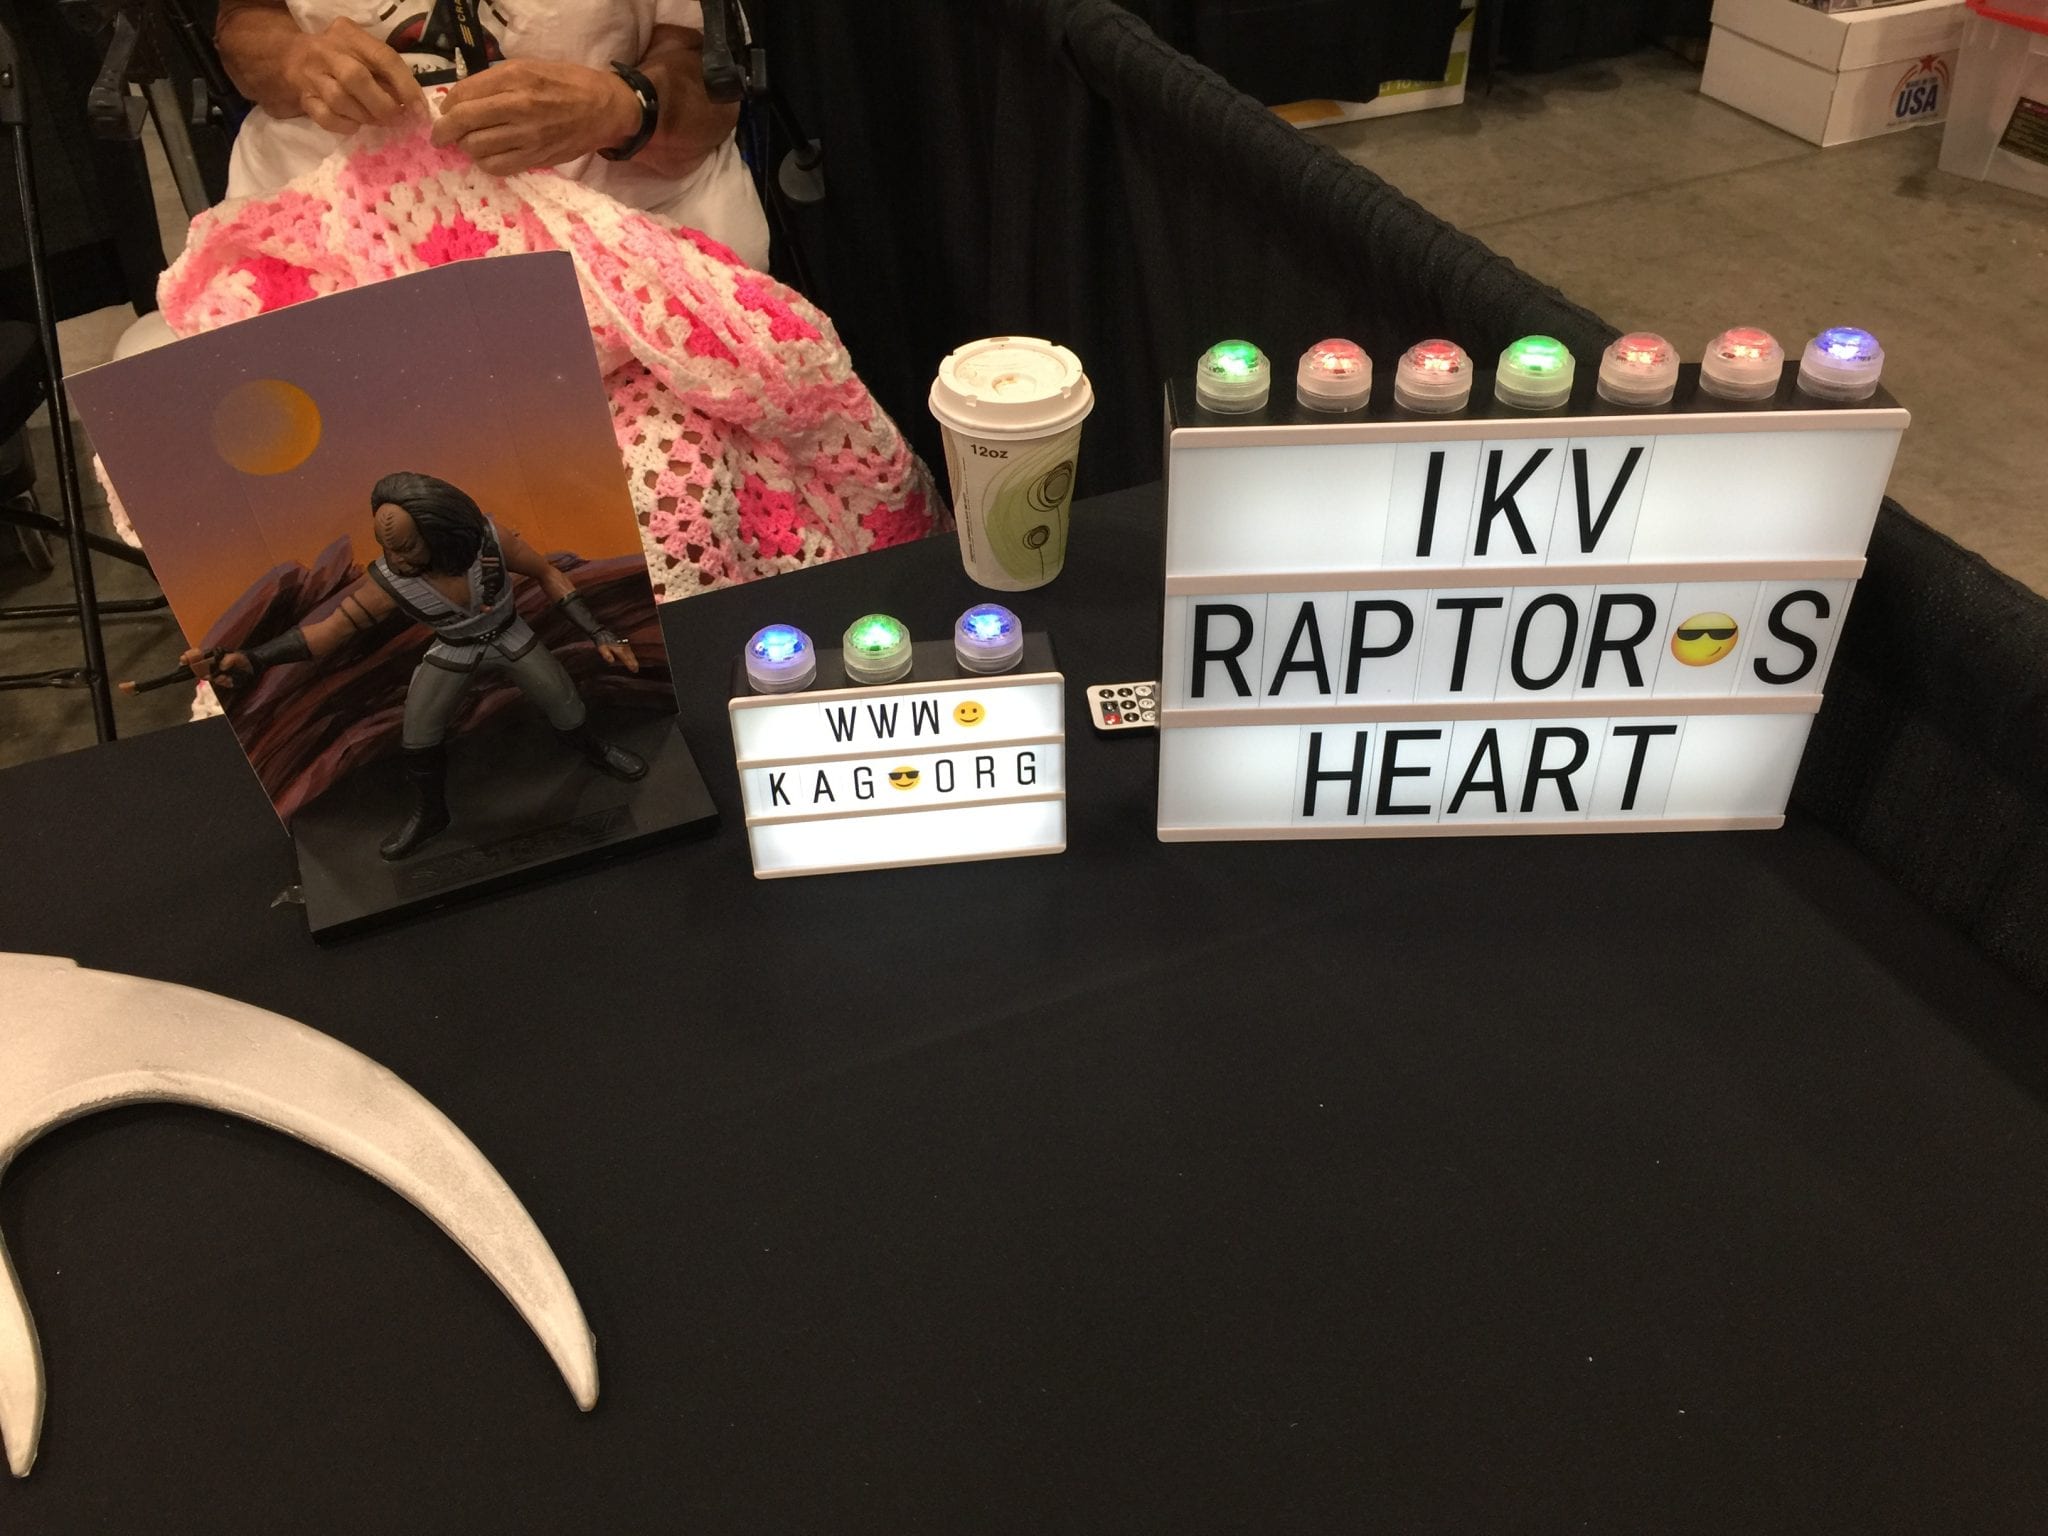 12oz
USA
IKV
RAPTOR😎S
HEART
WWW🙂
KAG😎ORG